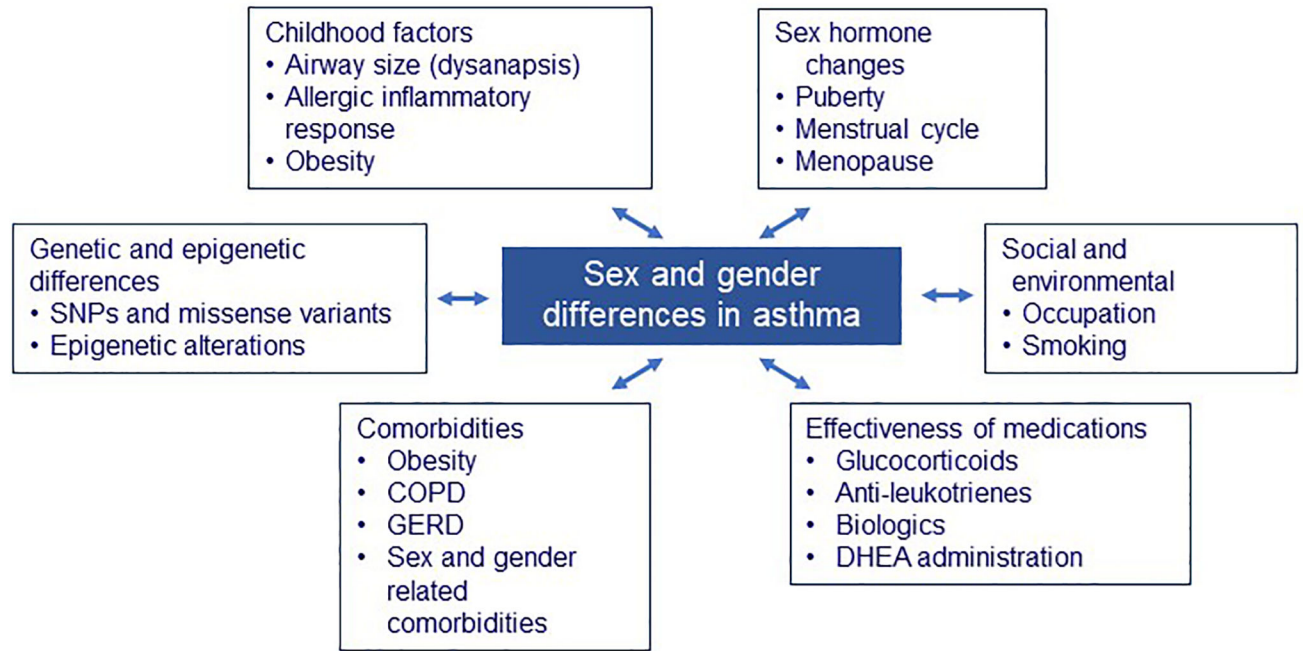 Childhood factors
• Airway size (dysanapsis)
• Allergic inflammatory
response
• Obesity
Sex hormone
changes
• Puberty
• Menstrual cycle
• Menopause
Genetic and epigenetic
differences
• SNPs and missense variants
• Epigenetic alterations
Sex and gender
differences in asthma
Social and
environmental
• Occupation
• Smoking
Comorbidities
• Obesity
• COPD
• GERD
• Sex and gender
related
comorbidities
Effectiveness of medications
• Glucocorticoids
• Anti-leukotrienes
• Biologics
• DHEA administration